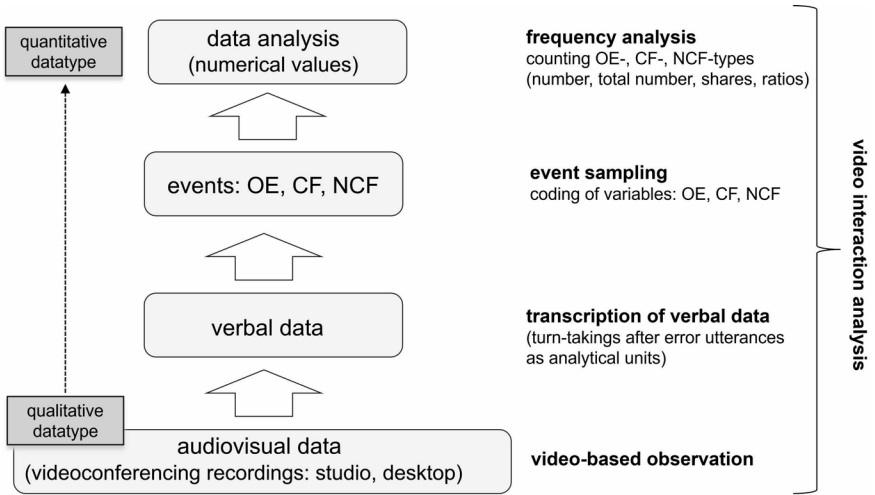 quantitative
datatype
data analysis
(numerical values)
frequency analysis
counting OE-, CF-, NCF-types
(number, total number, shares, ratios)
events: OE, CF, NCF
event sampling
coding of variables: OE, CF, NCF
verbal data
transcription of verbal data
(turn-takings after error utterances
as analytical units)
qualitative
datatype
audiovisual data
(videoconferencing recordings: studio, desktop)
video-based observation
video interaction analysis